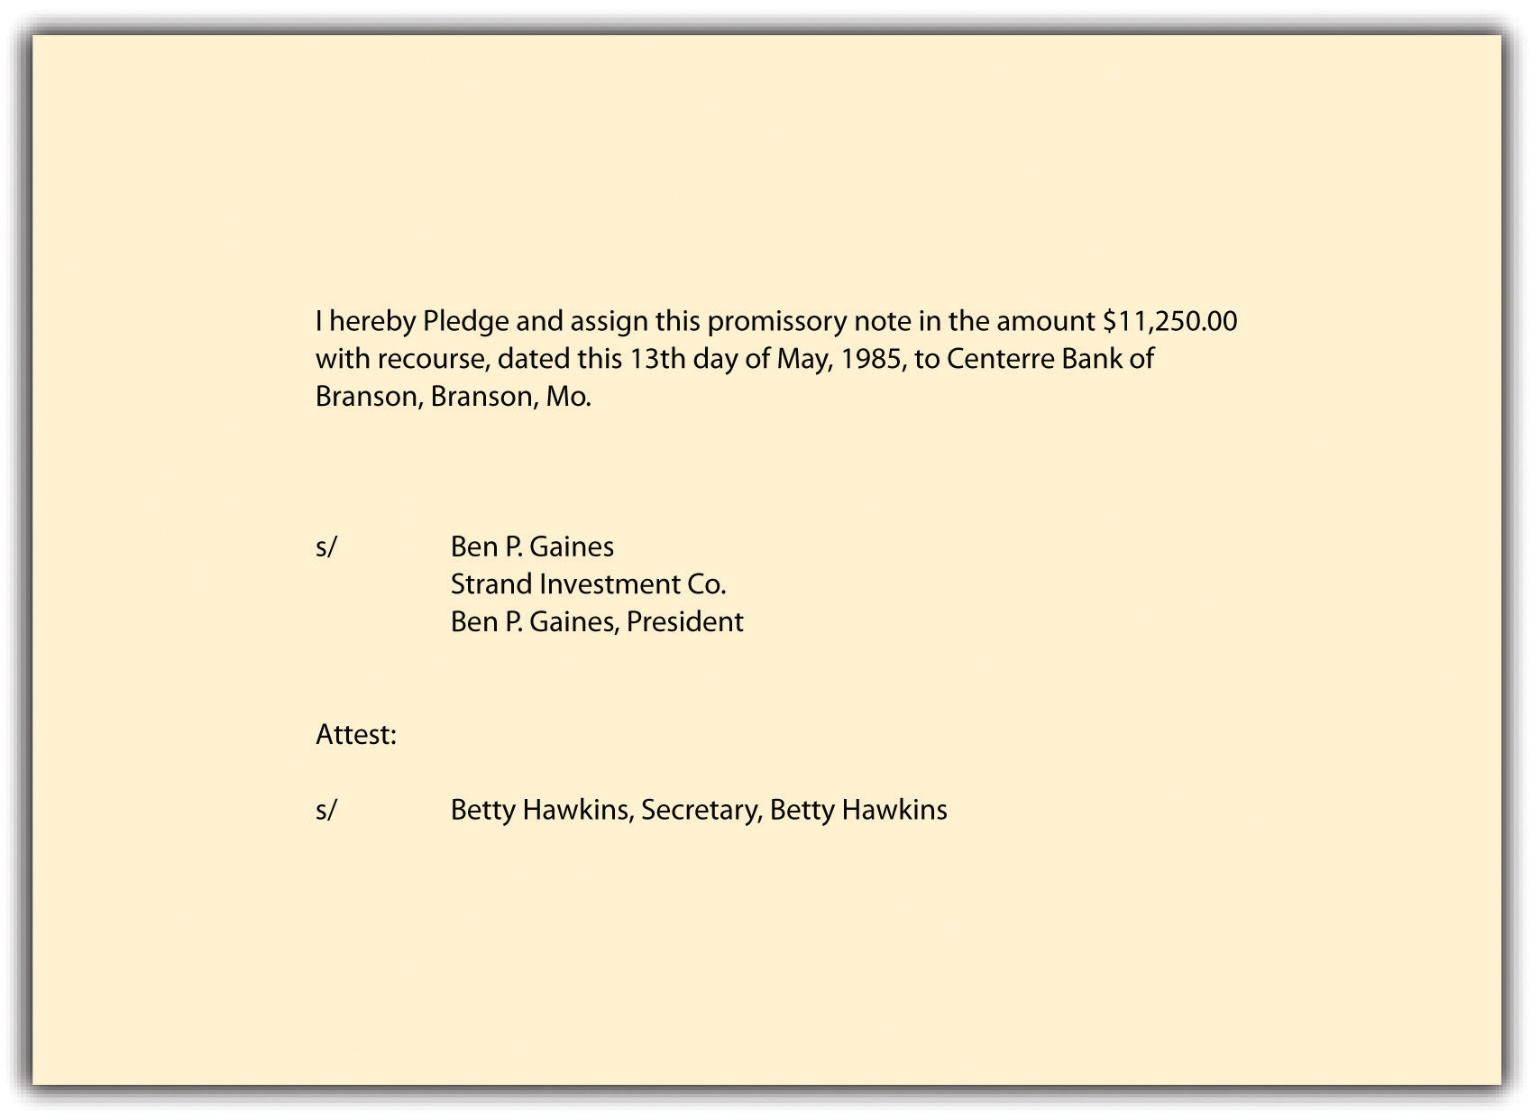 I hereby Pledge and assign this promissory note in the amount $11,250.00
with recourse, dated this 13th day of May, 1985, to Centerre Bank of
Branson, Branson, Mo.
s/ Ben P. Gaines
Strand Investment Co.
Ben P. Gaines, President
Attest:
s/ Betty Hawkins, Secretary, Betty Hawkins